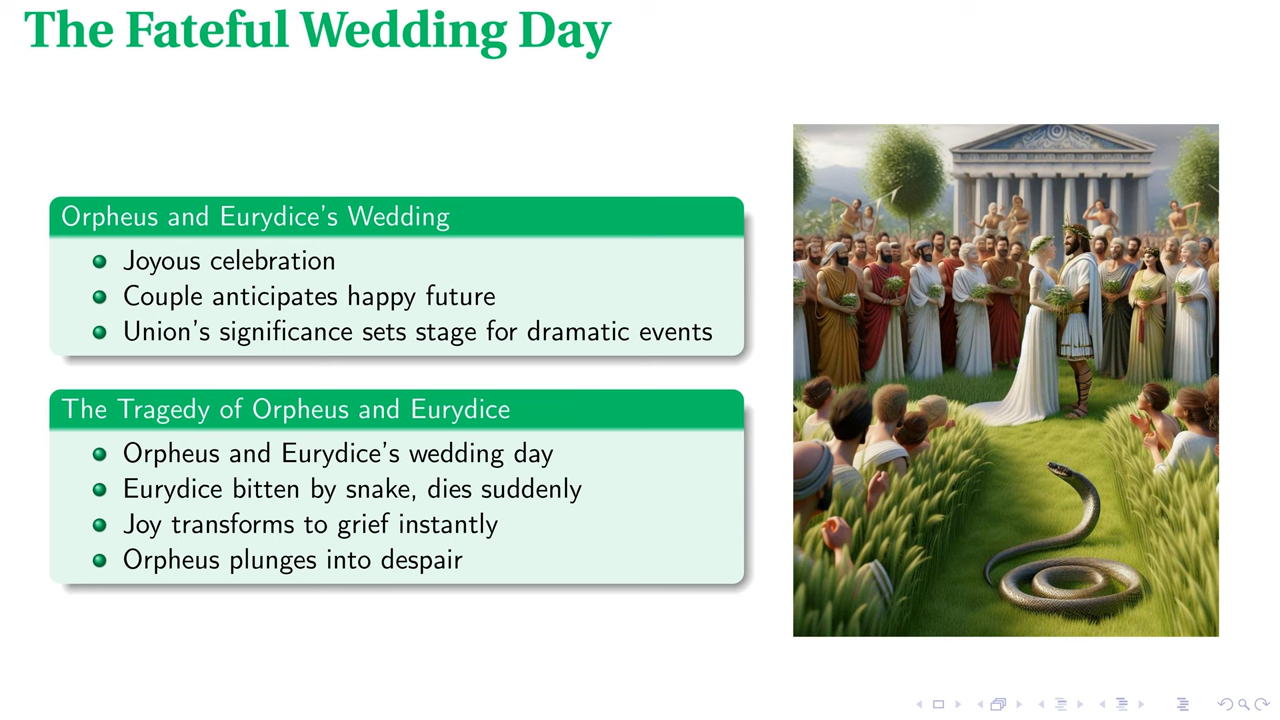 The Fateful Wedding Day
Orpheus and Eurydice's Wedding
Joyous celebration
Couple anticipates happy future
Union's significance sets stage for dramatic events
The Tragedy of Orpheus and Eurydice
Orpheus and Eurydice's wedding day
Eurydice bitten by snake, dies suddenly
Joy transforms to grief instantly
Orpheus plunges into despair